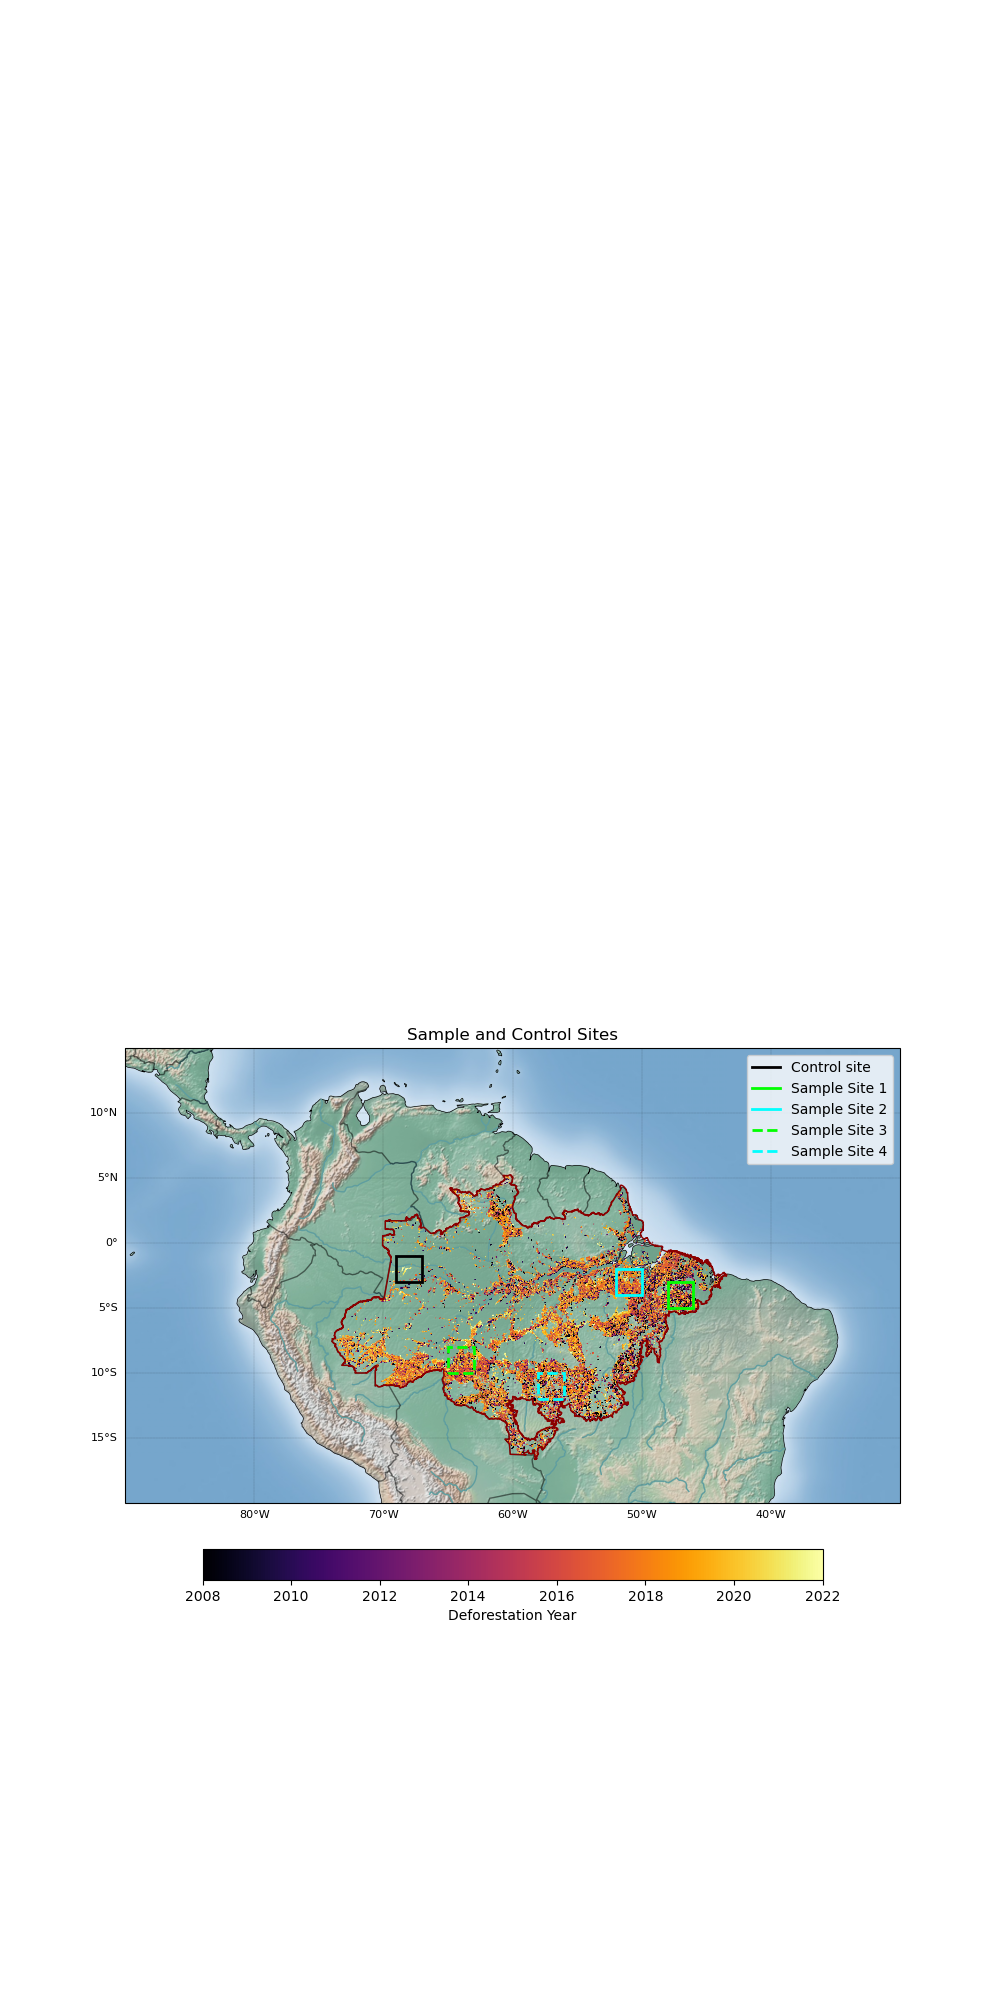 Sample and Control Sites
Control site
Sample Site 1
Sample Site 2
Sample Site 3
Sample Site 4
10°N
5°N
0°
5°S
10°S
15°S
80°W 70°W 60°W 50°W 40°W
2008 2010 2012 2014 2016 2018 2020 2022
Deforestation Year